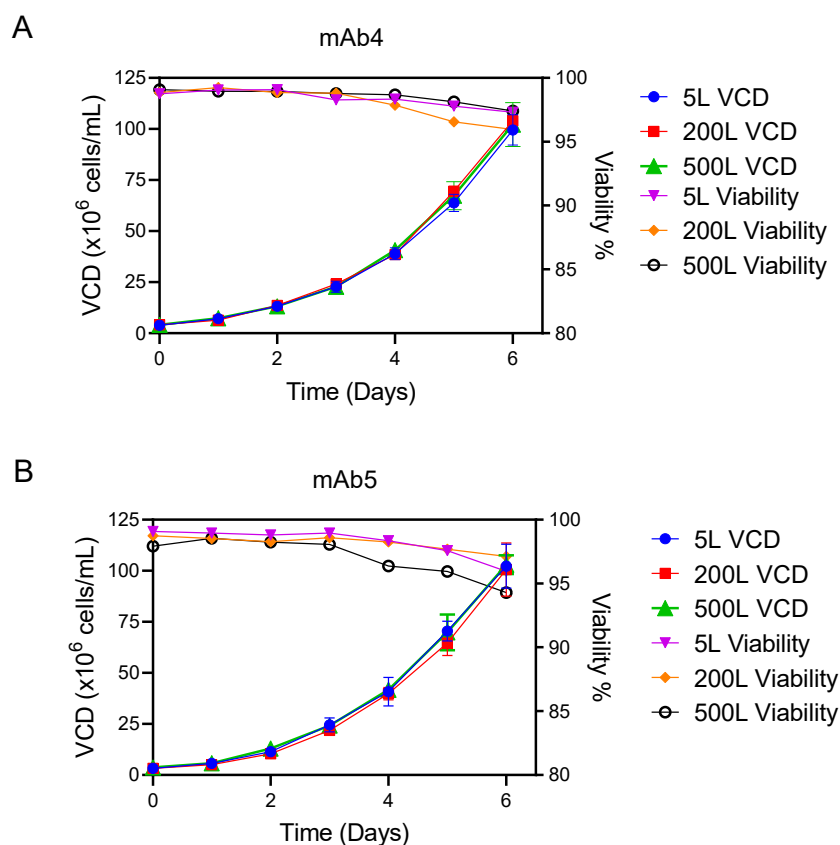 A
mAb4
125
100
75
50
25
0
VCD (x10⁶ cells/mL)
100
95
90
85
80
Viability %
0 2 4 6
Time (Days)
5L VCD
200L VCD
500L VCD
5L Viability
200L Viability
500L Viability
B
mAb5
125
100
75
50
25
0
VCD (x10⁶ cells/mL)
100
95
90
85
80
Viability %
0 2 4 6
Time (Days)
5L VCD
200L VCD
500L VCD
5L Viability
200L Viability
500L Viability